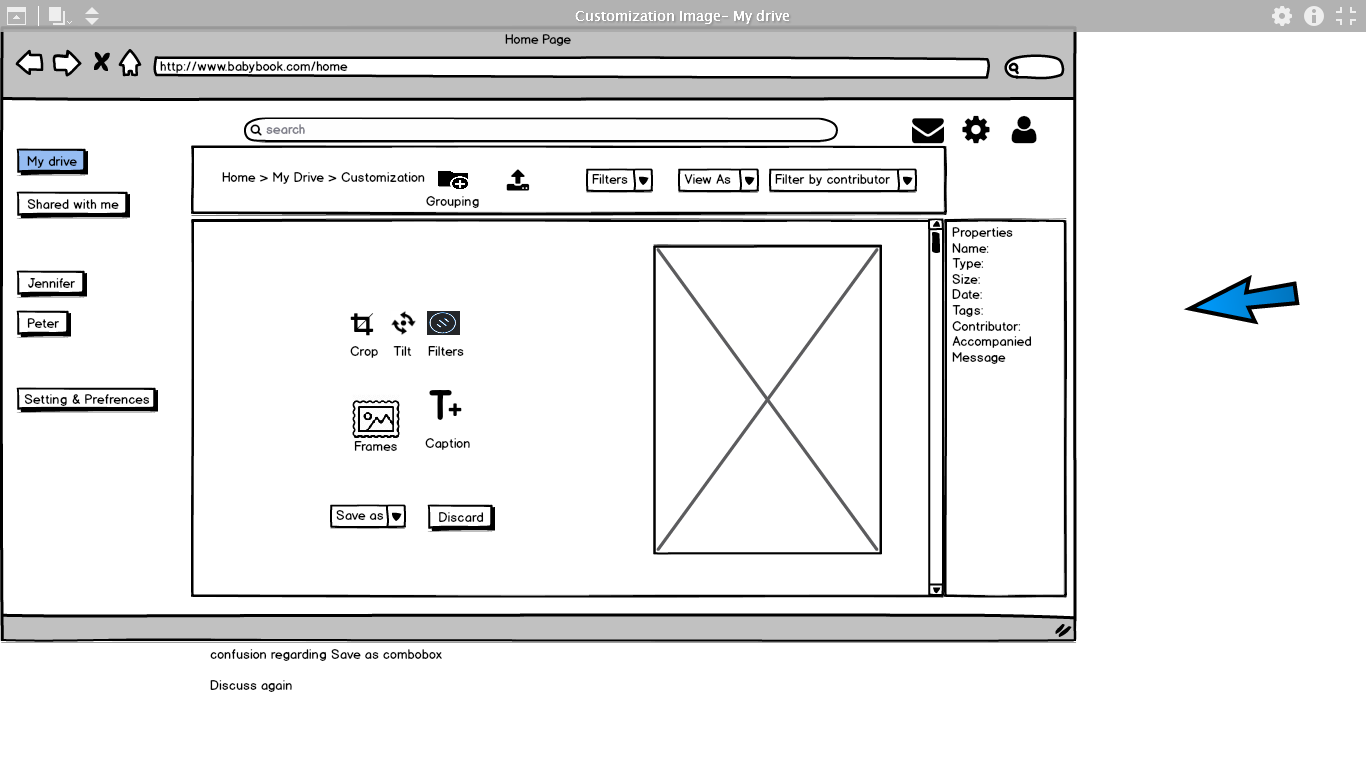 Customization Image- My drive
Home Page
http://www.babybook.com/home
search
My drive
Shared with me
Jennifer
Peter
Setting & Prefrences
Home > My Drive > Customization
Grouping
Filters
View As
Filter by contributor
Crop
Tilt
Filters
Frames
T+
Caption
Save as
Discard
Properties
Name:
Type:
Size:
Date:
Tags:
Contributor:
Accompanied
Message
confusion regarding Save as combobox
Discuss again